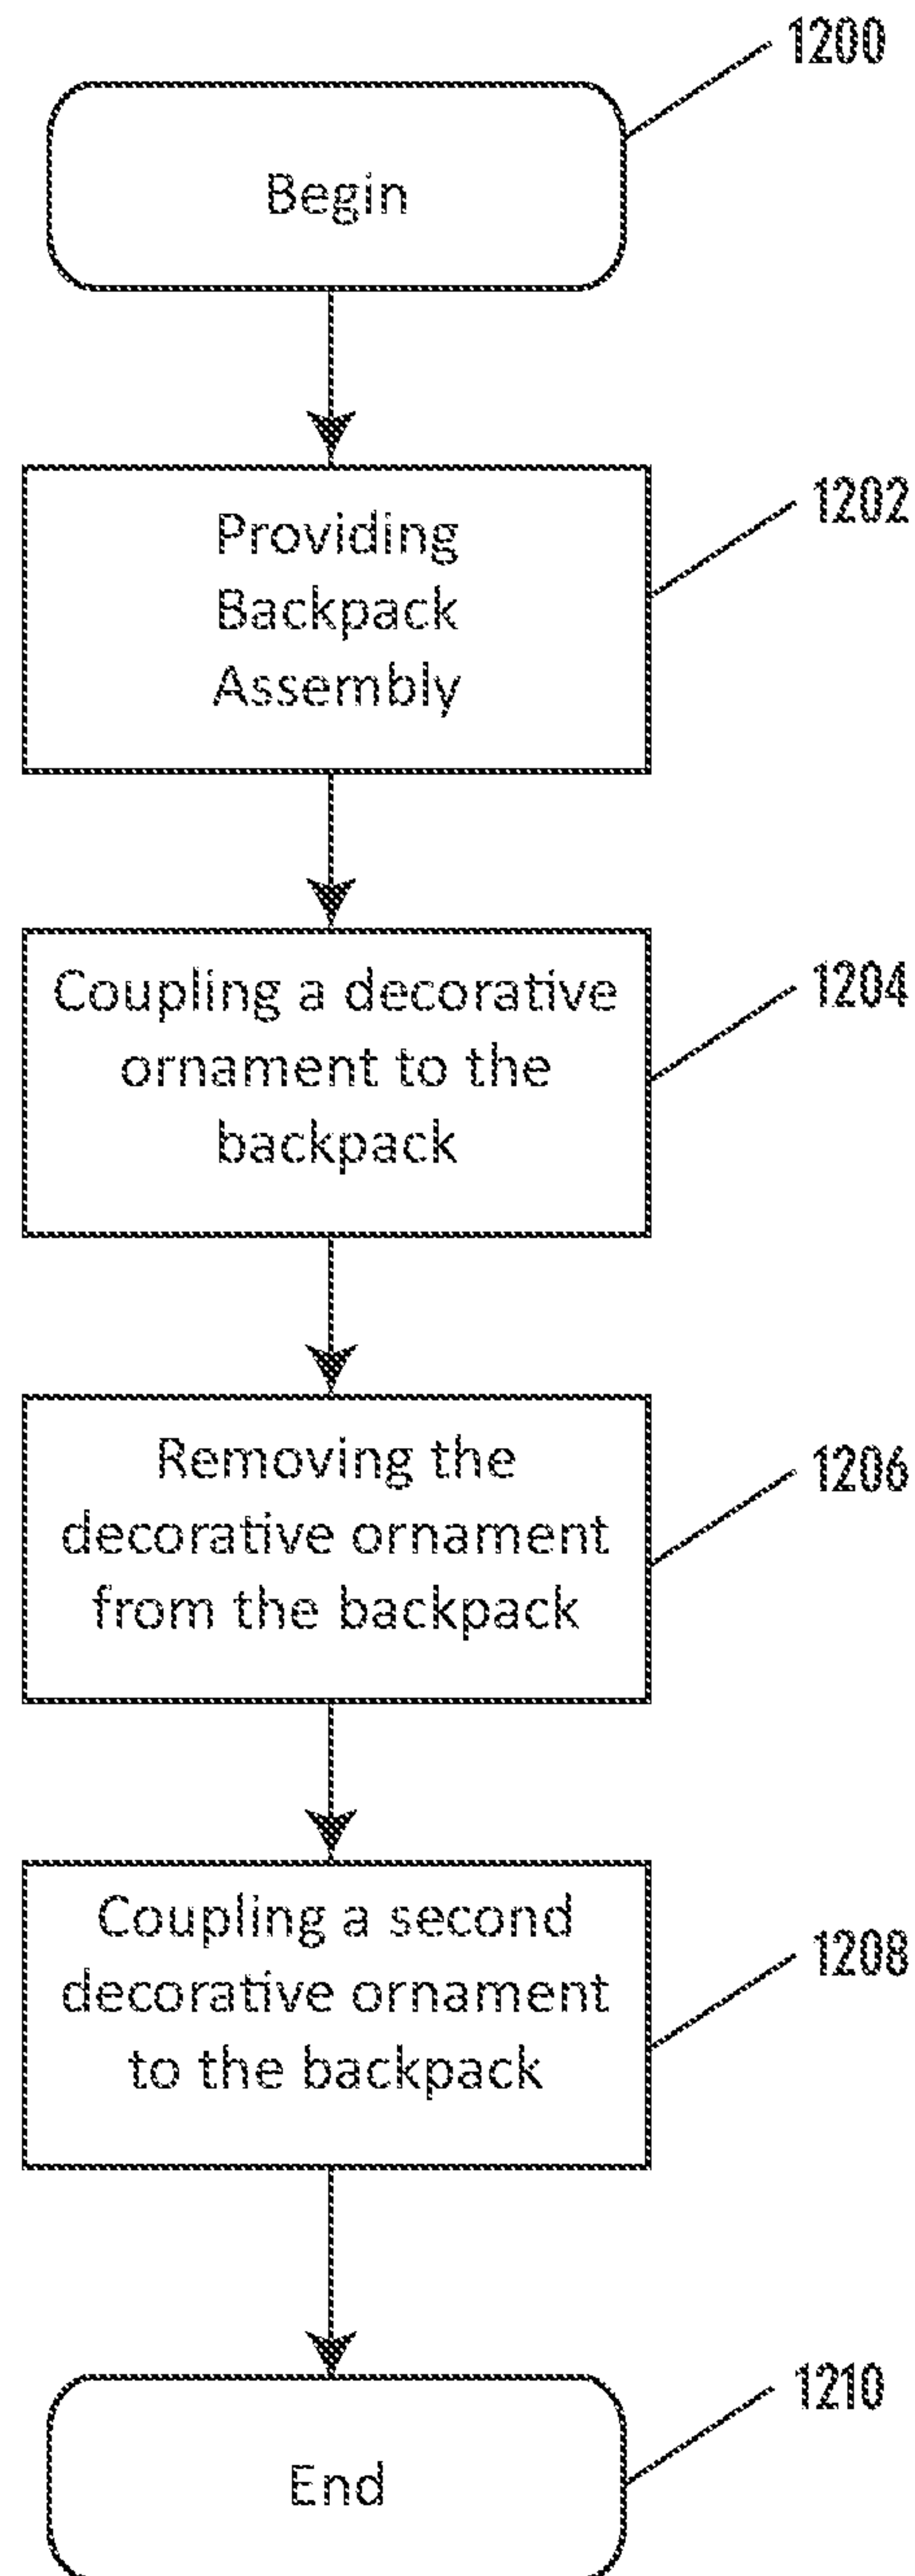 1200
Begin
1202
Providing
Backpack
Assembly
1204
Coupling a decorative
ornament to the
backpack
1206
Removing the
decorative ornament
from the backpack
1208
Coupling a second
decorative ornament
to the backpack
1210
End